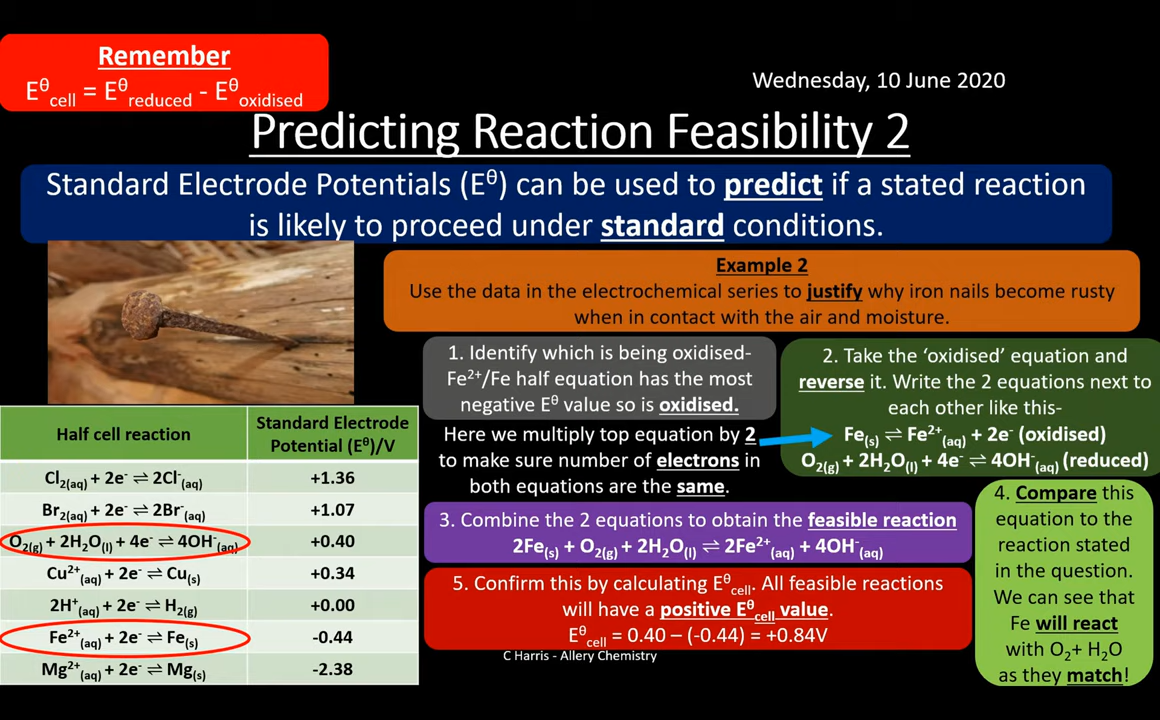 Remember
Eᶿcell = Eᶿreduced - Eᶿoxidised
Wednesday, 10 June 2020
Predicting Reaction Feasibility 2
Standard Electrode Potentials (Eᶿ) can be used to predict if a stated reaction
is likely to proceed under standard conditions.
Example 2
Use the data in the electrochemical series to justify why iron nails become rusty
when in contact with the air and moisture.
1. Identify which is being oxidised-
Fe²⁺/Fe half equation has the most
negative Eᶿ value so is oxidised.
Here we multiply top equation by 2
to make sure number of electrons in
both equations are the same.
2. Take the ‘oxidised’ equation and
reverse it. Write the 2 equations next to
each other like this-
Fe(s) ⇌ Fe²⁺(aq) + 2e⁻ (oxidised)
O₂(g) + 2H₂O(l) + 4e⁻ ⇌ 4OH⁻(aq) (reduced)
3. Combine the 2 equations to obtain the feasible reaction
2Fe(s) + O₂(g) + 2H₂O(l) ⇌ 2Fe²⁺(aq) + 4OH⁻(aq)
4. Compare this
equation to the
reaction stated
in the question.
We can see that
Fe will react
with O₂+ H₂O
as they match!
5. Confirm this by calculating Eᶿcell. All feasible reactions
will have a positive Eᶿcell value.
Eᶿcell = 0.40 – (-0.44) = +0.84V
C Harris - Allery Chemistry
Half cell reaction
Standard Electrode
Potential (Eᶿ)/V
Cl₂(aq) + 2e⁻ ⇌ 2Cl⁻(aq) +1.36
Br₂(aq) + 2e⁻ ⇌ 2Br⁻(aq) +1.07
O₂(g) + 2H₂O(l) + 4e⁻ ⇌ 4OH⁻(aq) +0.40
Cu²⁺(aq) + 2e⁻ ⇌ Cu(s) +0.34
2H⁺(aq) + 2e⁻ ⇌ H₂(g) +0.00
Fe²⁺(aq) + 2e⁻ ⇌ Fe(s) -0.44
Mg²⁺(aq) + 2e⁻ ⇌ Mg(s) -2.38